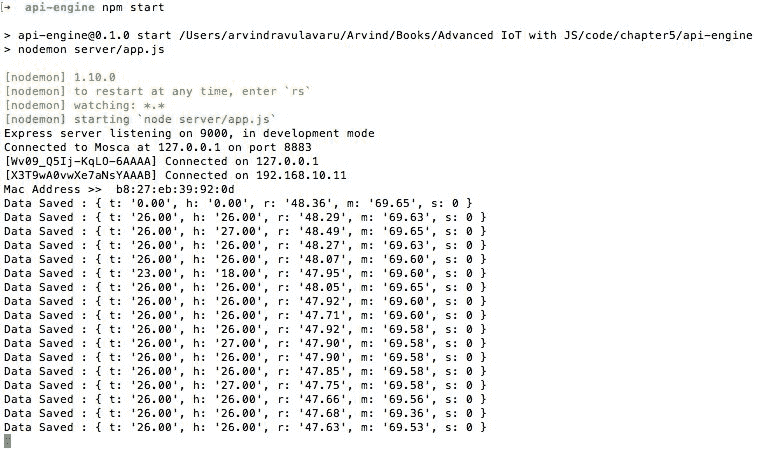 [→  api-engine npm start
> api-engine@0.1.0 start /Users/arvindravulavaru/Arvind/Books/Advanced IoT with JS/code/chapter5/api-engine
> nodemon server/app.js
[nodemon] 1.10.0
[nodemon] to restart at any time, enter `rs`
[nodemon] watching: *.*
[nodemon] starting `node server/app.js`
Express server listening on 9000, in development mode
Connected to Mosca at 127.0.0.1 on port 8883
[Wv09_Q5Ij-KqLO-6AAAA] Connected on 127.0.0.1
[X3T9wA0vwXe7aNsYAAAB] Connected on 192.168.10.11
Mac Address >>  b8:27:eb:39:92:0d
Data Saved : { t: '0.00', h: '0.00', r: '48.36', m: '69.65', s: 0 }
Data Saved : { t: '26.00', h: '26.00', r: '48.29', m: '69.63', s: 0 }
Data Saved : { t: '26.00', h: '27.00', r: '48.49', m: '69.65', s: 0 }
Data Saved : { t: '26.00', h: '26.00', r: '48.27', m: '69.63', s: 0 }
Data Saved : { t: '26.00', h: '26.00', r: '48.07', m: '69.60', s: 0 }
Data Saved : { t: '23.00', h: '18.00', r: '47.95', m: '69.60', s: 0 }
Data Saved : { t: '26.00', h: '26.00', r: '48.05', m: '69.65', s: 0 }
Data Saved : { t: '26.00', h: '26.00', r: '47.92', m: '69.60', s: 0 }
Data Saved : { t: '26.00', h: '26.00', r: '47.71', m: '69.60', s: 0 }
Data Saved : { t: '26.00', h: '26.00', r: '47.92', m: '69.58', s: 0 }
Data Saved : { t: '26.00', h: '27.00', r: '47.90', m: '69.58', s: 0 }
Data Saved : { t: '26.00', h: '26.00', r: '47.90', m: '69.58', s: 0 }
Data Saved : { t: '26.00', h: '26.00', r: '47.85', m: '69.58', s: 0 }
Data Saved : { t: '26.00', h: '27.00', r: '47.75', m: '69.58', s: 0 }
Data Saved : { t: '26.00', h: '26.00', r: '47.66', m: '69.56', s: 0 }
Data Saved : { t: '26.00', h: '26.00', r: '47.68', m: '69.36', s: 0 }
Data Saved : { t: '26.00', h: '26.00', r: '47.63', m: '69.53', s: 0 }